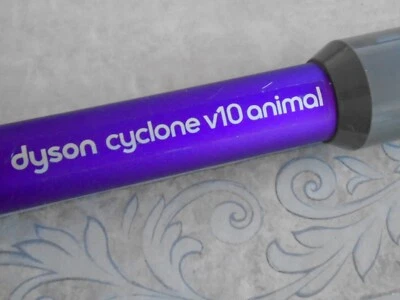 dyson cyclone v10 animal